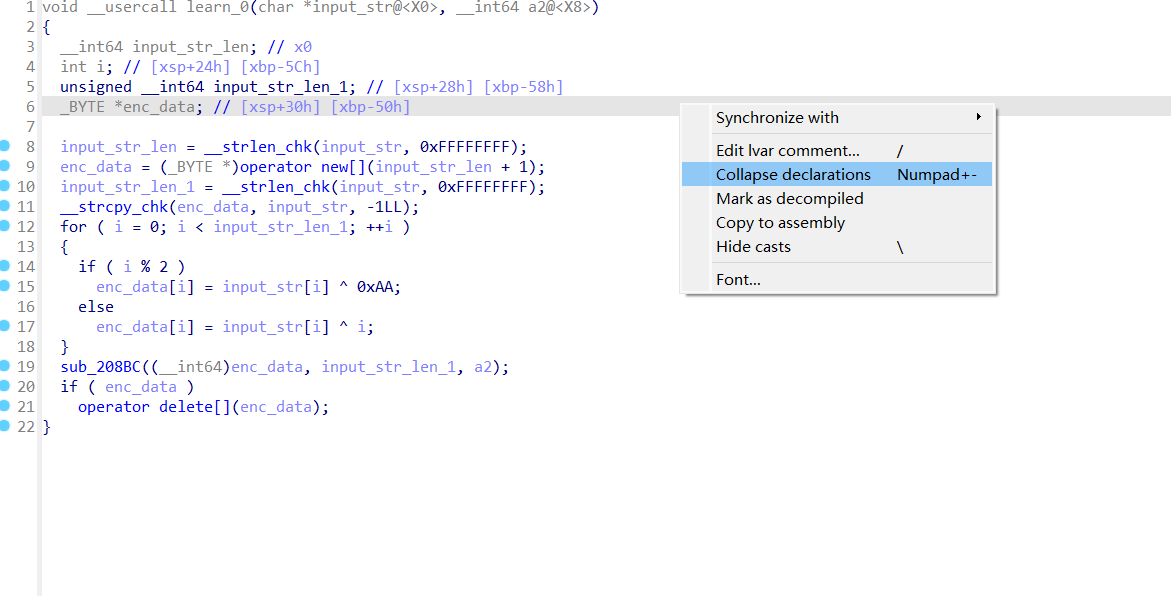 1 void __usercall learn_0(char *input_str@<X0>, __int64 a2@<X8>)
2 {
3 __int64 input_str_len; // x0
4 int i; // [xsp+24h] [xbp-5Ch]
5 unsigned __int64 input_str_len_1; // [xsp+28h] [xbp-58h]
6 _BYTE *enc_data; // [xsp+30h] [xbp-50h]
7
8 input_str_len = __strlen_chk(input_str, 0xFFFFFFFF);
9 enc_data = (_BYTE *)operator new[](input_str_len + 1);
10 input_str_len_1 = __strlen_chk(input_str, 0xFFFFFFFF);
11 __strcpy_chk(enc_data, input_str, -1LL);
12 for ( i = 0; i < input_str_len_1; ++i )
13 {
14 if ( i % 2 )
15 enc_data[i] = input_str[i] ^ 0xAA;
16 else
17 enc_data[i] = input_str[i] ^ i;
18 }
19 sub_208BC((__int64)enc_data, input_str_len_1, a2);
20 if ( enc_data )
21 operator delete[](enc_data);
22 }
Synchronize with
Edit lvar comment... /
Collapse declarations Numpad+-
Mark as decompiled
Copy to assembly
Hide casts \
Font...